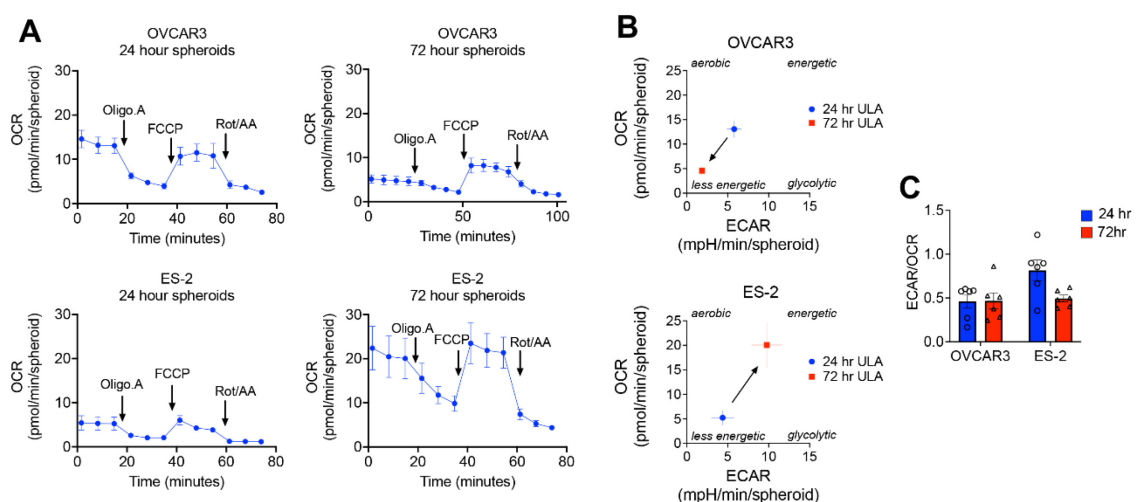 A
OVCAR3
24 hour spheroids
OCR
(pmol/min/spheroid)
30
20
10
0
Oligo.A
FCCP
Rot/AA
0 20 40 60 80
Time (minutes)
OVCAR3
72 hour spheroids
OCR
(pmol/min/spheroid)
30
20
10
0
Oligo.A
FCCP
Rot/AA
0 50 100
Time (minutes)
ES-2
24 hour spheroids
OCR
(pmol/min/spheroid)
30
20
10
0
Oligo.A
FCCP
Rot/AA
0 20 40 60 80
Time (minutes)
ES-2
72 hour spheroids
OCR
(pmol/min/spheroid)
30
20
10
0
Oligo.A
FCCP
Rot/AA
0 20 40 60 80
Time (minutes)
B
OVCAR3
aerobic energetic
OCR
(pmol/min/spheroid)
25
20
15
10
5
0
24 hr ULA
72 hr ULA
less energetic glycolytic
0 5 10 15
ECAR
(mpH/min/spheroid)
ES-2
aerobic energetic
OCR
(pmol/min/spheroid)
25
20
15
10
5
0
24 hr ULA
72 hr ULA
less energetic glycolytic
0 5 10 15
ECAR
(mpH/min/spheroid)
C
24 hr
72hr
ECAR/OCR
1.5
1.0
0.5
0.0
OVCAR3 ES-2